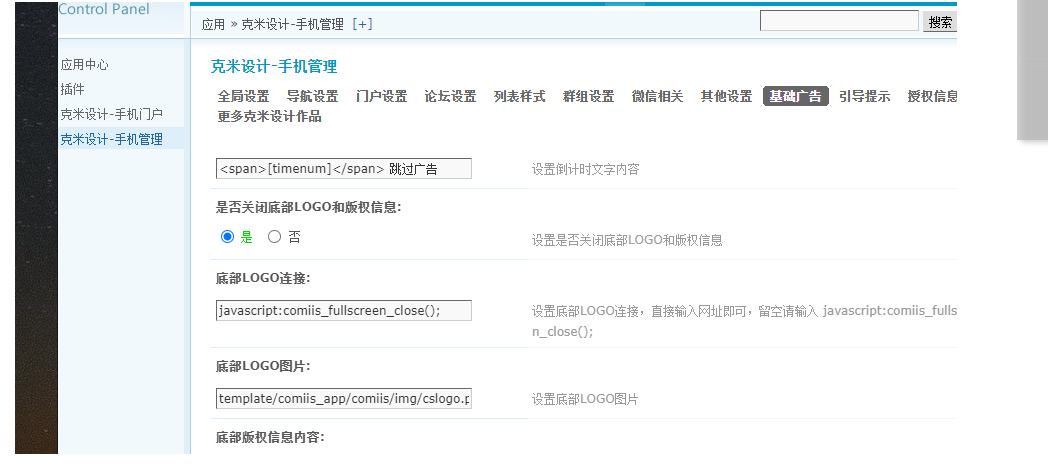 Control Panel
应用 » 克米设计-手机管理 [+]
搜索
应用中心
插件
克米设计-手机门户
克米设计-手机管理
克米设计-手机管理
全局设置 导航设置 门户设置 论坛设置 列表样式 群组设置 微信相关 其他设置 基础广告 引导提示 授权信息
更多克米设计作品
<span>[timenum]</span> 跳过广告
设置倒计时文字内容
是否关闭底部LOGO和版权信息:
是 否
设置是否关闭底部LOGO和版权信息
底部LOGO连接:
javascript:comiis_fullscreen_close();
设置底部LOGO连接，直接输入网址即可，留空请输入 javascript:comiis_fulls
n_close();
底部LOGO图片:
template/comiis_app/comiis/img/cslogo.p
设置底部LOGO图片
底部版权信息内容: